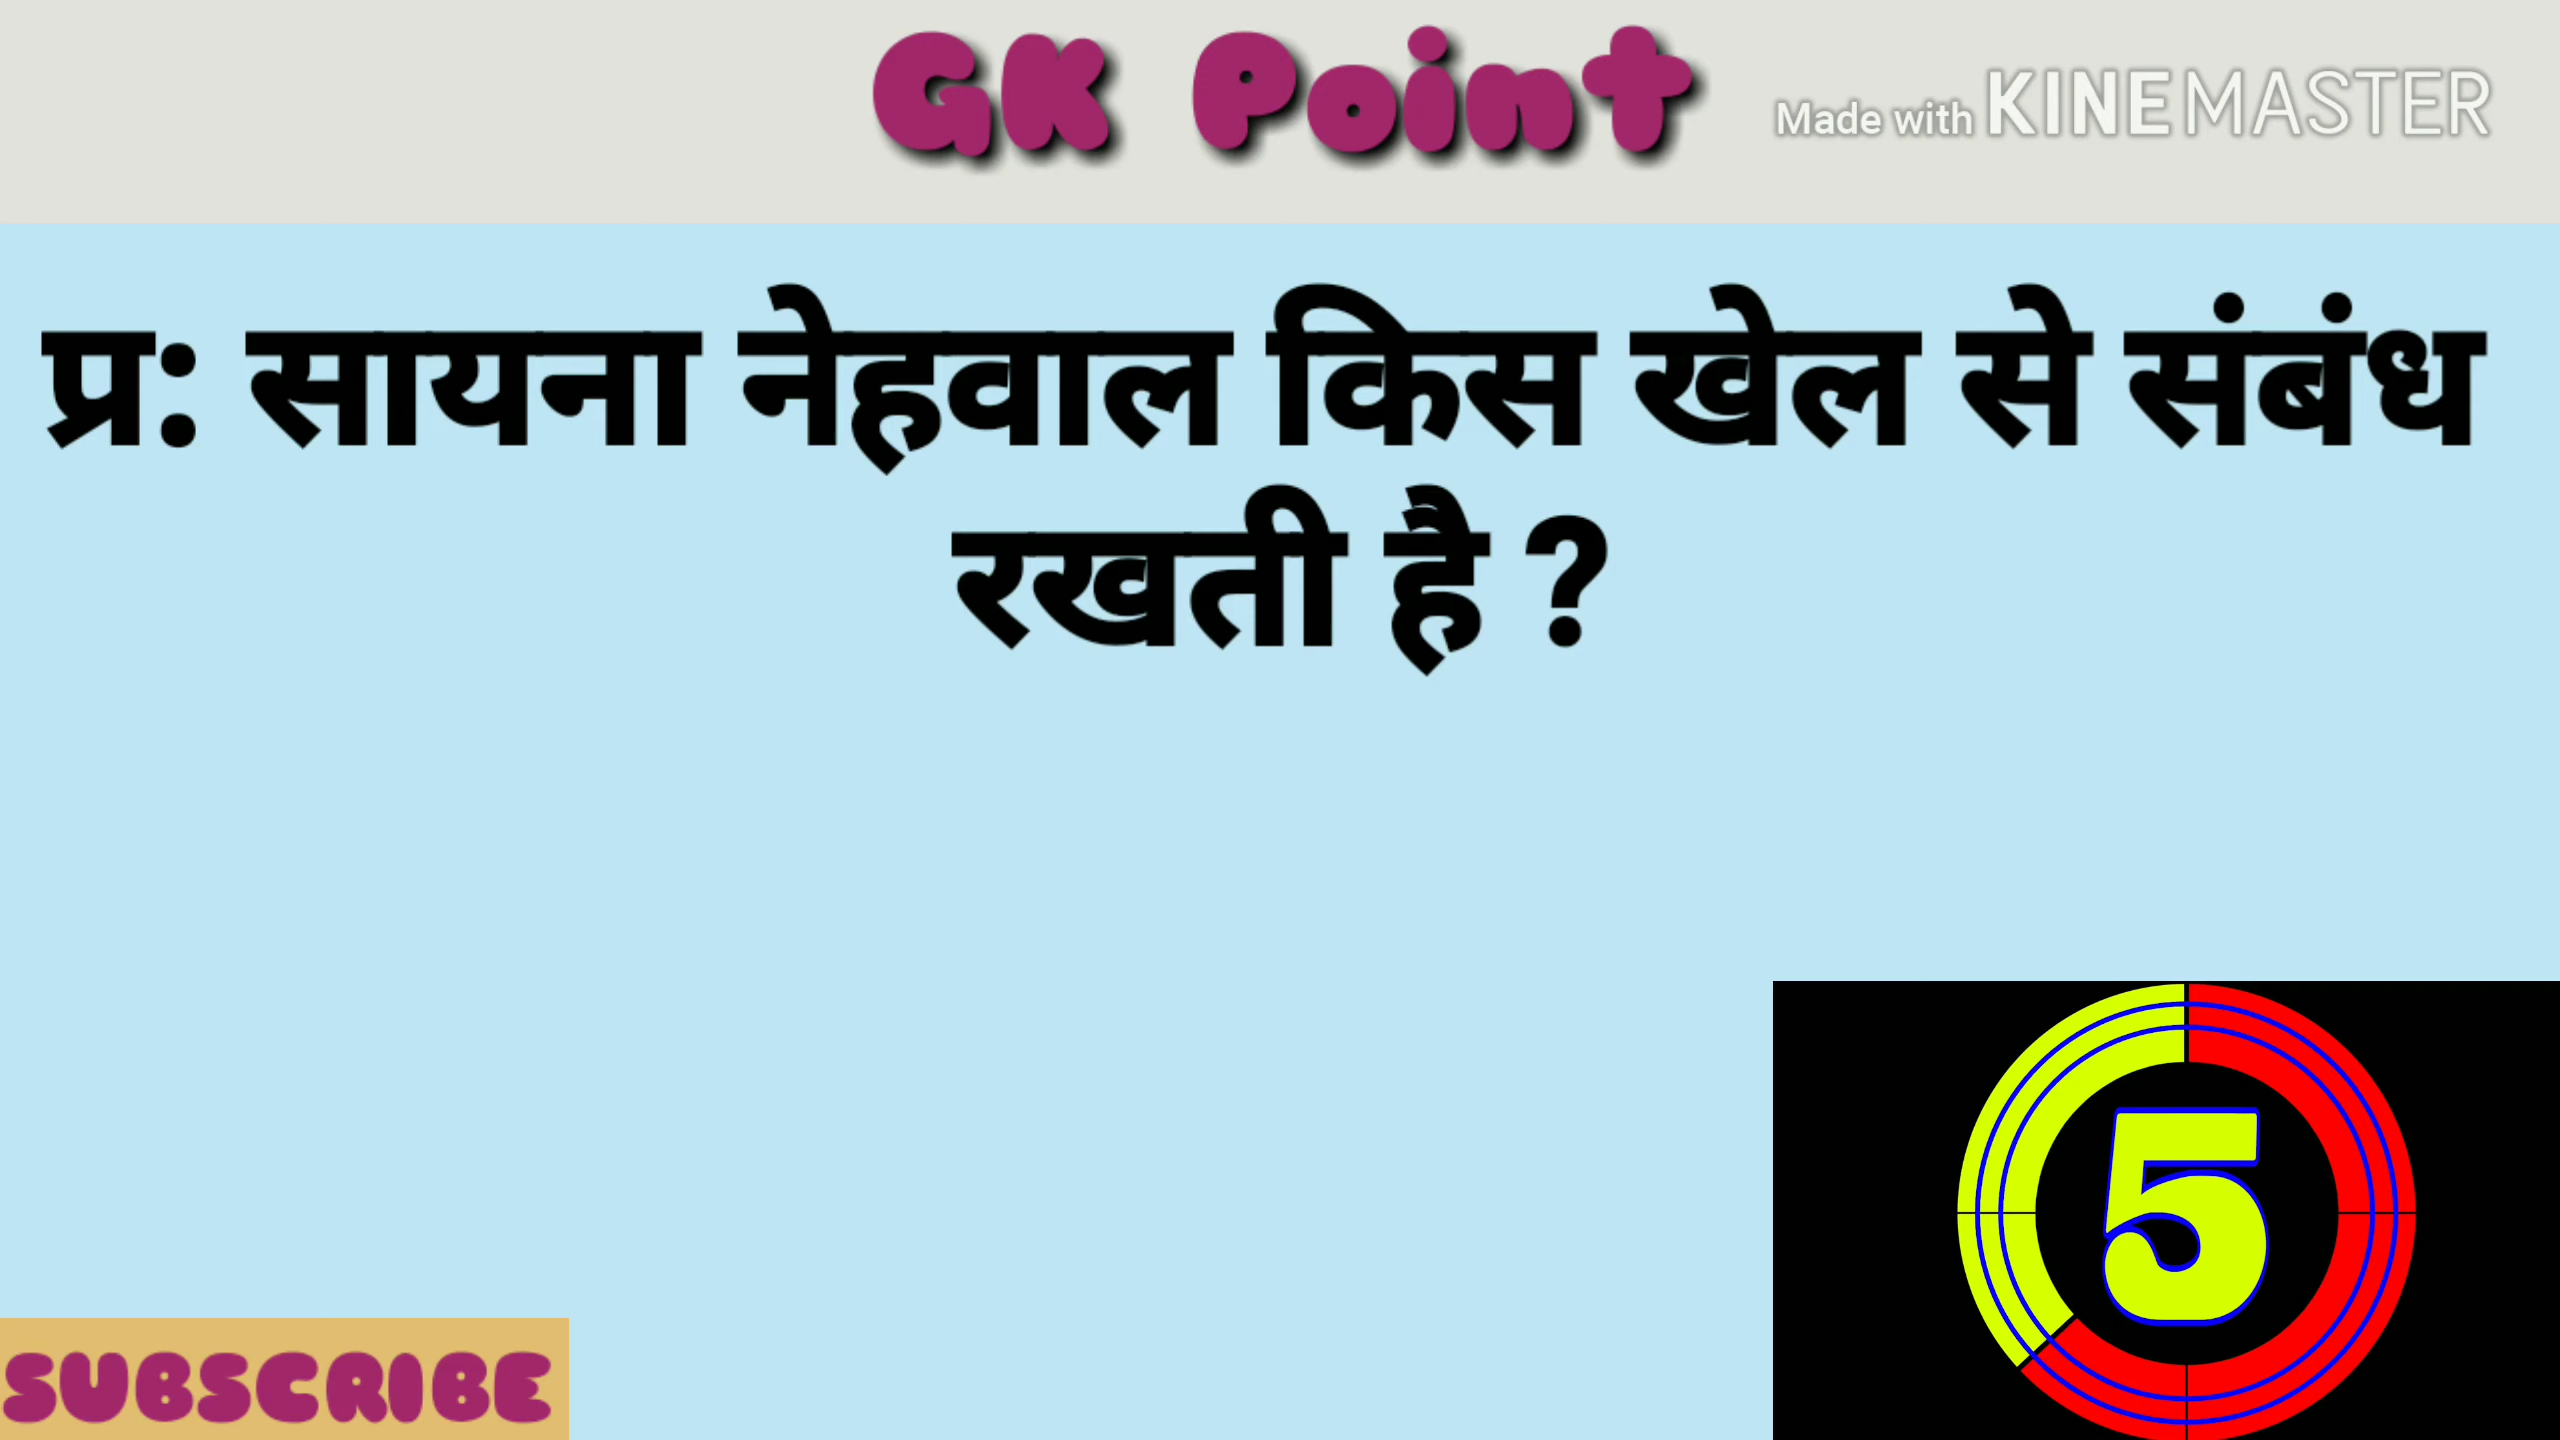 GK Point
Made with KINEMASTER
प्र: सायना नेहवाल किस खेल से संबंध
रखती है ?
5
SUBSCRIBE